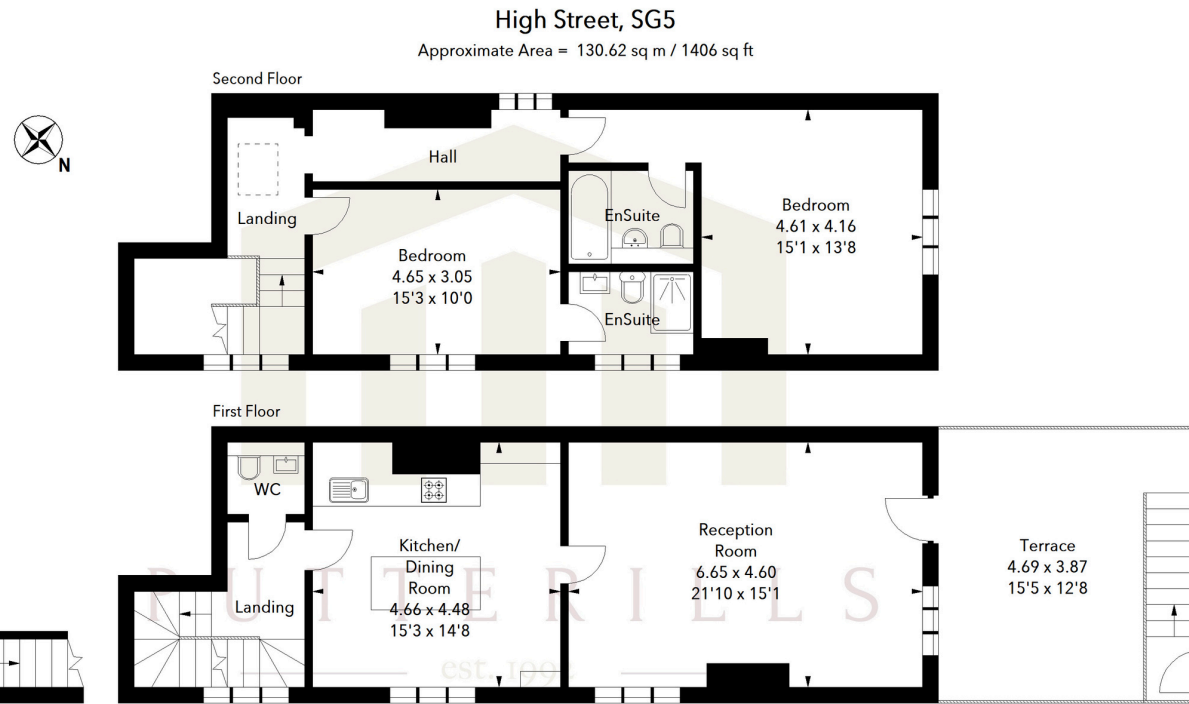 High Street, SG5
Approximate Area = 130.62 sq m / 1406 sq ft
Second Floor
N
Hall
Landing
EnSuite
Bedroom
4.61 x 4.16
15'1 x 13'8
Bedroom
4.65 x 3.05
15'3 x 10'0
EnSuite
First Floor
WC
Kitchen/
Dining
Room
4.66 x 4.48
15'3 x 14'8
Reception
Room
6.65 x 4.60
21'10 x 15'1
Terrace
4.69 x 3.87
15'5 x 12'8
Landing
PUTTERILLS
est. 1992